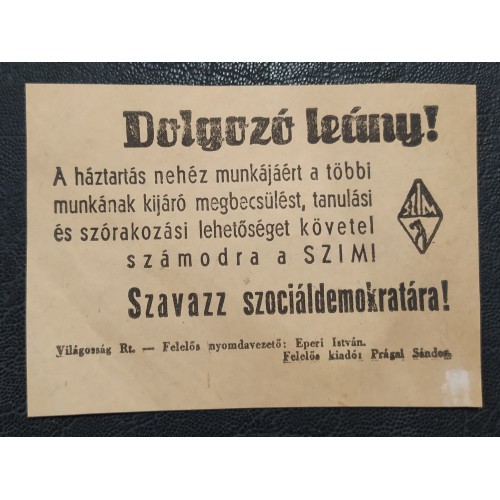 Dolgozó leány!
A háztartás nehéz munkájáért a többi
munkának kijáró megbecsülést, tanulási
és szórakozási lehetőséget követel
számodra a SZIM!
SZIM
Szavazz szociáldemokratára!
Világosság Rt. — Felelős nyomdavezető: Eperi István.
Felelős kiadó: Prágai Sándor.